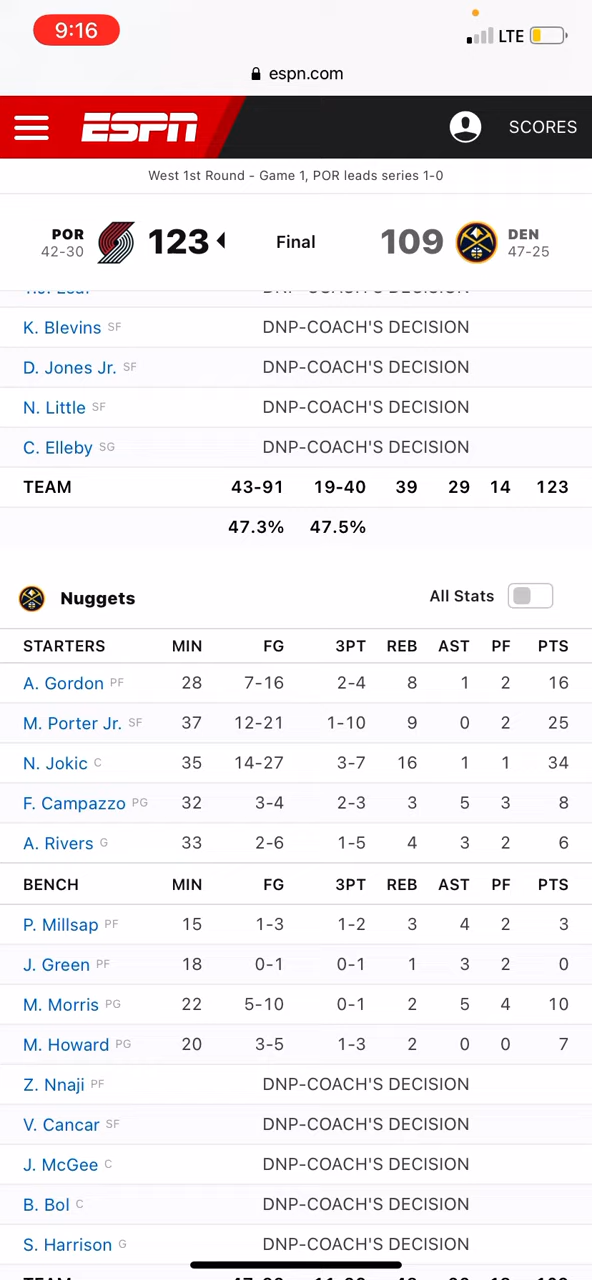 9:16 LTE
espn.com
ESPN SCORES
West 1st Round - Game 1, POR leads series 1-0
POR 42-30 123 Final 109 DEN 47-25
K. Blevins SF DNP-COACH'S DECISION
D. Jones Jr. SF DNP-COACH'S DECISION
N. Little SF DNP-COACH'S DECISION
C. Elleby SG DNP-COACH'S DECISION
TEAM 43-91 19-40 39 29 14 123
47.3% 47.5%
Nuggets All Stats
STARTERS MIN FG 3PT REB AST PF PTS
A. Gordon PF 28 7-16 2-4 8 1 2 16
M. Porter Jr. SF 37 12-21 1-10 9 0 2 25
N. Jokic C 35 14-27 3-7 16 1 1 34
F. Campazzo PG 32 3-4 2-3 3 5 3 8
A. Rivers G 33 2-6 1-5 4 3 2 6
BENCH MIN FG 3PT REB AST PF PTS
P. Millsap PF 15 1-3 1-2 3 4 2 3
J. Green PF 18 0-1 0-1 1 3 2 0
M. Morris PG 22 5-10 0-1 2 5 4 10
M. Howard PG 20 3-5 1-3 2 0 0 7
Z. Nnaji PF DNP-COACH'S DECISION
V. Cancar SF DNP-COACH'S DECISION
J. McGee C DNP-COACH'S DECISION
B. Bol C DNP-COACH'S DECISION
S. Harrison G DNP-COACH'S DECISION